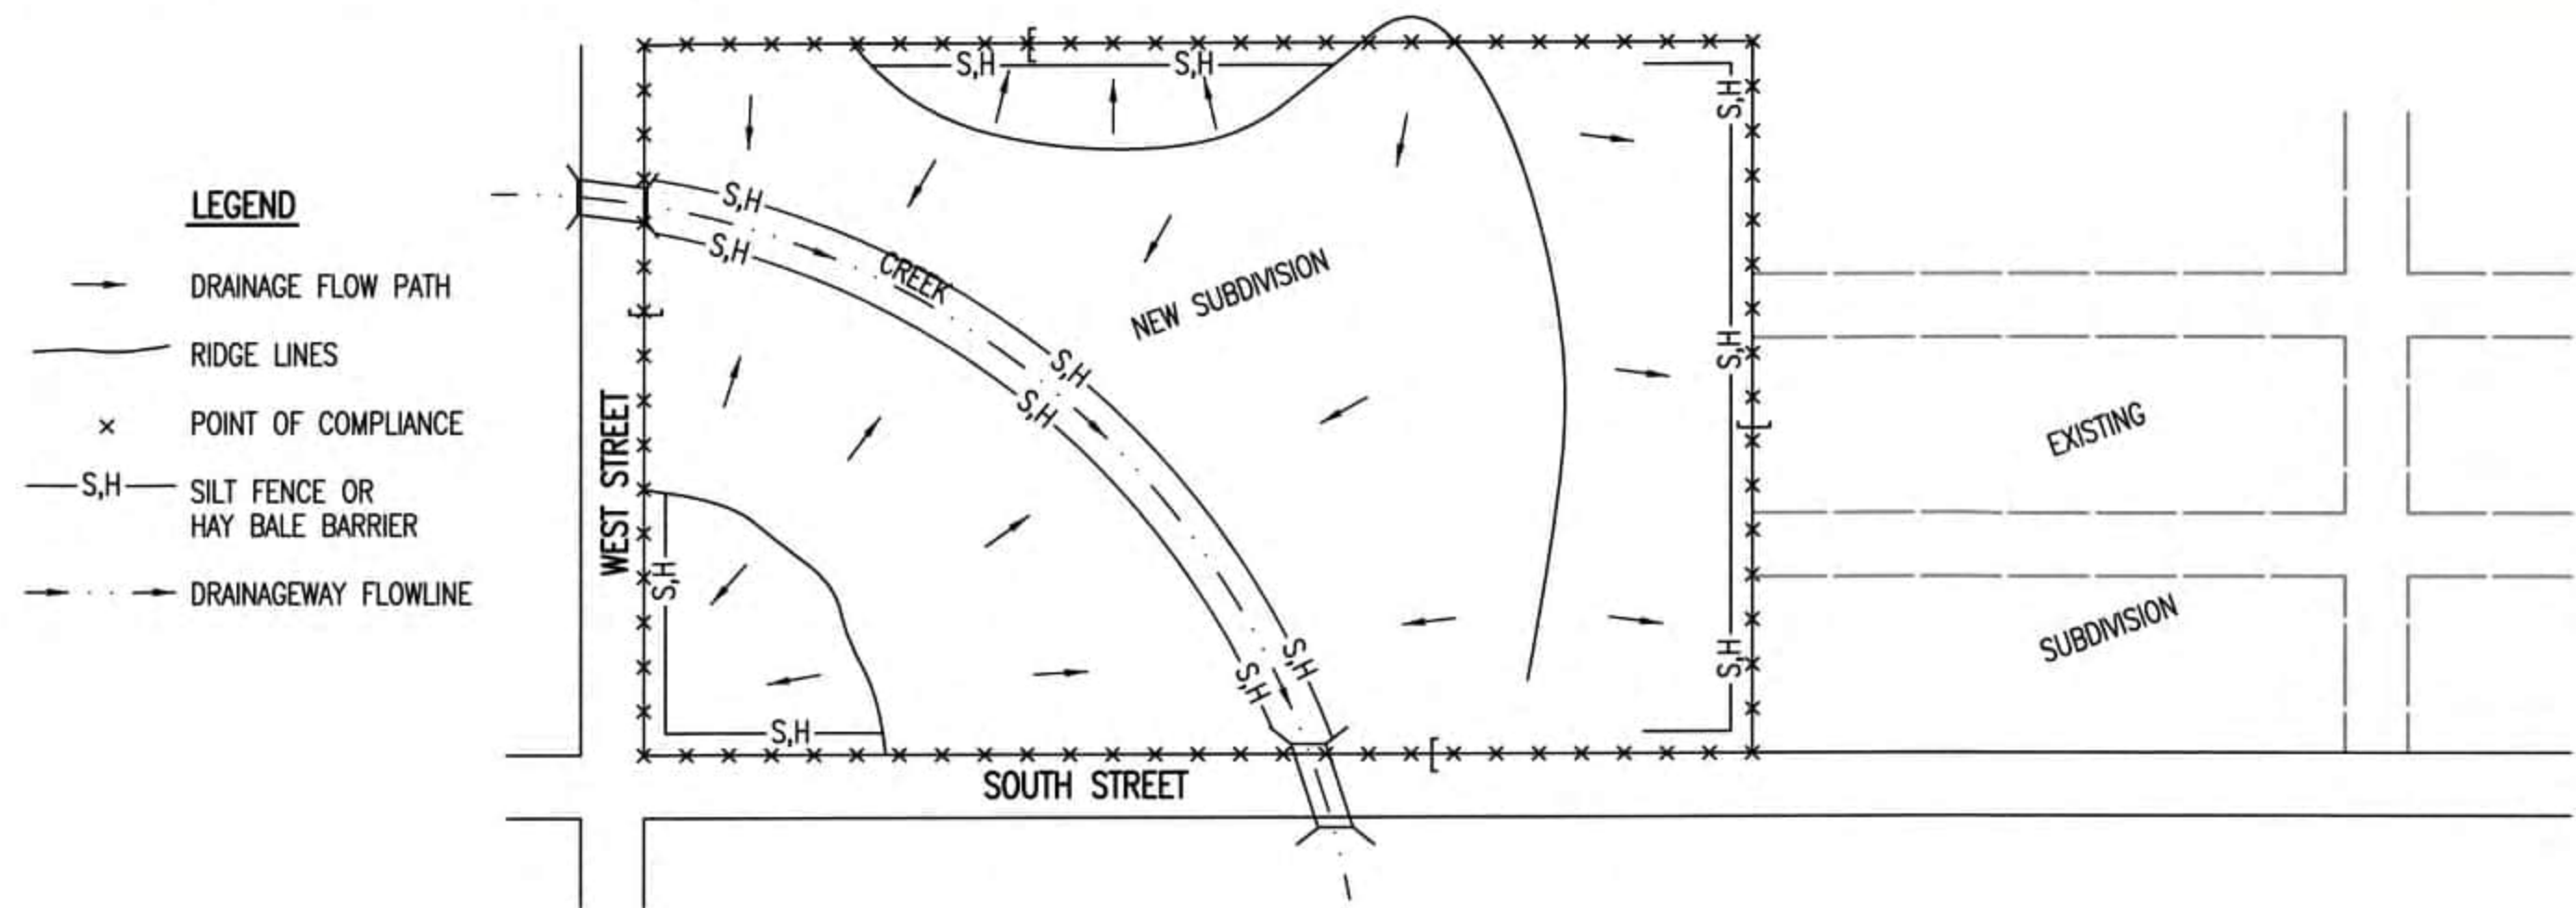 LEGEND
DRAINAGE FLOW PATH
RIDGE LINES
POINT OF COMPLIANCE
S,H
SILT FENCE OR
HAY BALE BARRIER
DRAINAGEWAY FLOWLINE
S,H
S,H
S,H
S,H
S,H
CREEK
NEW SUBDIVISION
S,H
S,H
S,H
WEST STREET
EXISTING
S,H
S,H
S,H
S,H
S,H
SUBDIVISION
S,H
SOUTH STREET